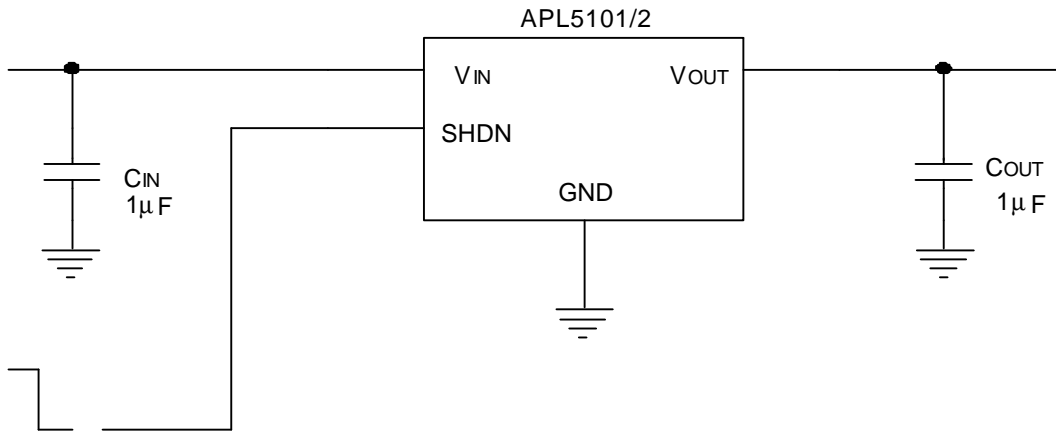 APL5101/2
VIN
VOUT
SHDN
GND
CIN
1μF
COUT
1μF